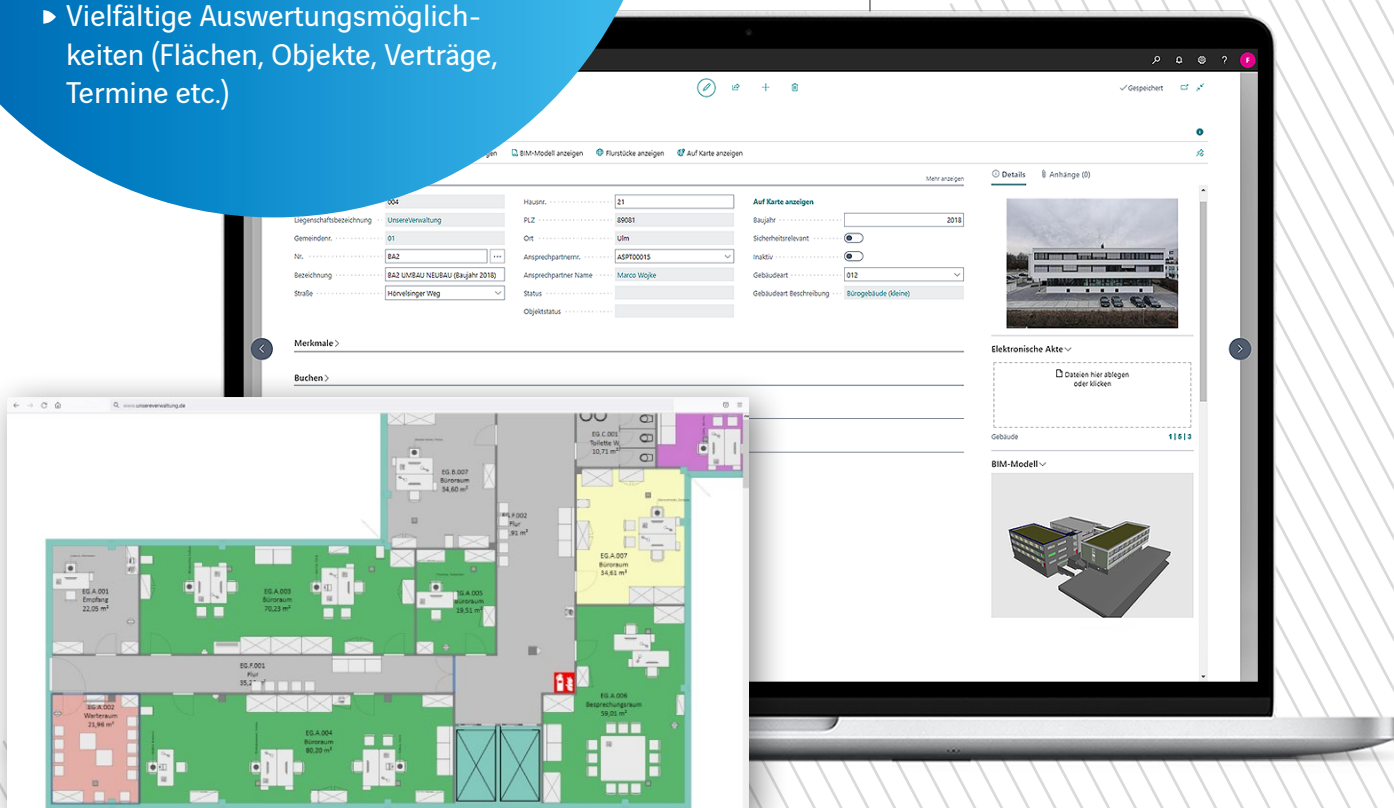 ▶ Vielfältige Auswertungsmöglich-
keiten (Flächen, Objekte, Verträge,
Termine etc.)
? F
✓ Gespeichert
BIM-Modell anzeigen Flurstücke anzeigen Auf Karte anzeigen
Mehr anzeigen
004
Liegenschaftsbezeichnung UnsereVerwaltung
Gemeindenr. 01
Nr. BA2 ...
Bezeichnung BA2 UMBAU NEUBAU (Baujahr 2018)
Straße Hörvelsinger Weg
Hausnr. 21
PLZ 89081
Ort Ulm
Ansprechpartnernr. ASPT00015
Ansprechpartner Name Marco Wojke
Status
Objektstatus
Auf Karte anzeigen
Baujahr 2018
Sicherheitsrelevant
Inaktiv
Gebäudeart 012
Gebäudeart Beschreibung Bürogebäude (kleine)
Merkmale >
Buchen >
Details Anhänge (0)
Elektronische Akte
Dateien hier ablegen
oder klicken
Gebäude 1 | 5 | 3
BIM-Modell
www.unsereverwaltung.de
EG.C.001
Toilette W.
10,71 m²
EG.B.007
Büroraum
34,60 m²
F.002
Flur
,91 m²
EG.A.007
Büroraum
34,61 m²
EG.A.001
Empfang
22,05 m²
EG.A.003
Büroraum
70,23 m²
EG.A.005
Büroraum
19,51 m²
EG.F.001
Flur
EG.A.002
Warteraum
21,96 m²
EG.A.004
Büroraum
80,20 m²
EG.A.006
Besprechungsraum
59,01 m²